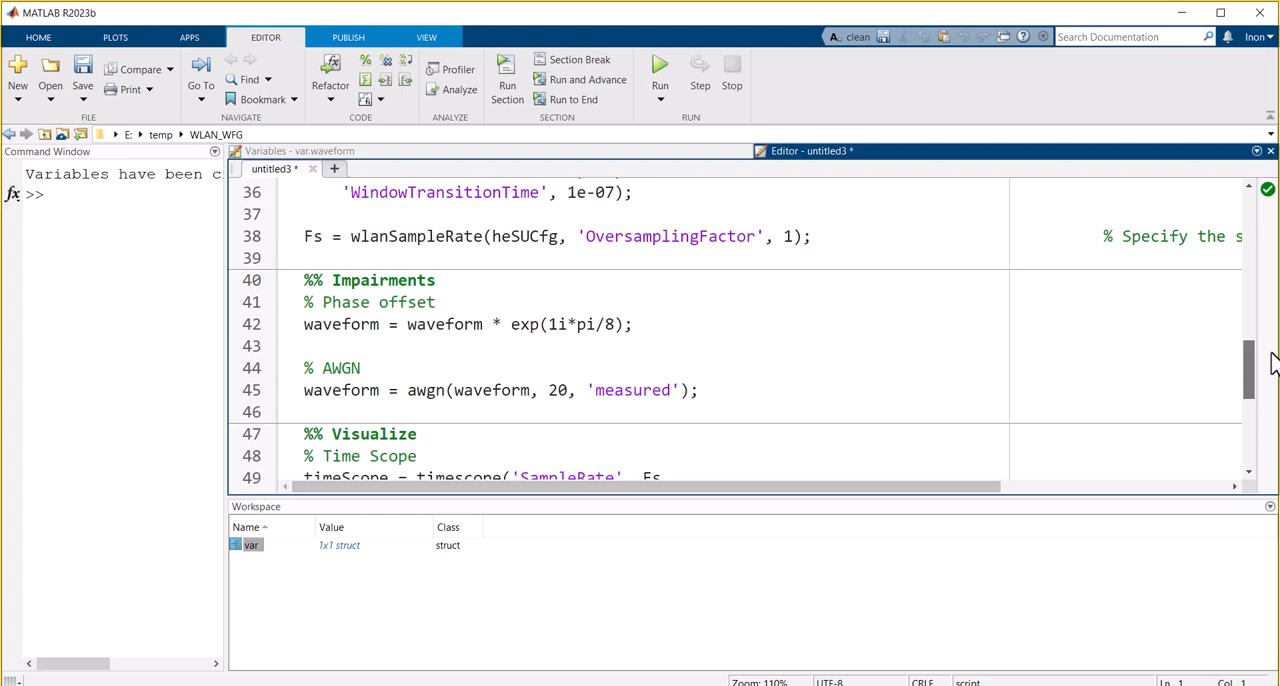 MATLAB R2023b
HOME PLOTS APPS EDITOR PUBLISH VIEW clean Search Documentation Inon
New Open Save Compare Print Go To Find Bookmark Refactor Profiler Analyze Run Section Section Break Run and Advance Run to End Run Step Stop
FILE NAVIGATE CODE ANALYZE SECTION RUN
E: temp WLAN_WFG
Command Window
Variables - var.waveform
Editor - untitled3 *
untitled3 *
Variables have been c
fx >>
36 'WindowTransitionTime', 1e-07);
37
38 Fs = wlanSampleRate(heSUCfg, 'OversamplingFactor', 1); % Specify the s
39
40 %% Impairments
41 % Phase offset
42 waveform = waveform * exp(1i*pi/8);
43
44 % AWGN
45 waveform = awgn(waveform, 20, 'measured');
46
47 %% Visualize
48 % Time Scope
49 timeScope = timescope('SampleRate', Fs
Workspace
Name Value Class
var 1x1 struct struct
Zoom: 110% UTF-8 CRLF script Ln 1 Col 1